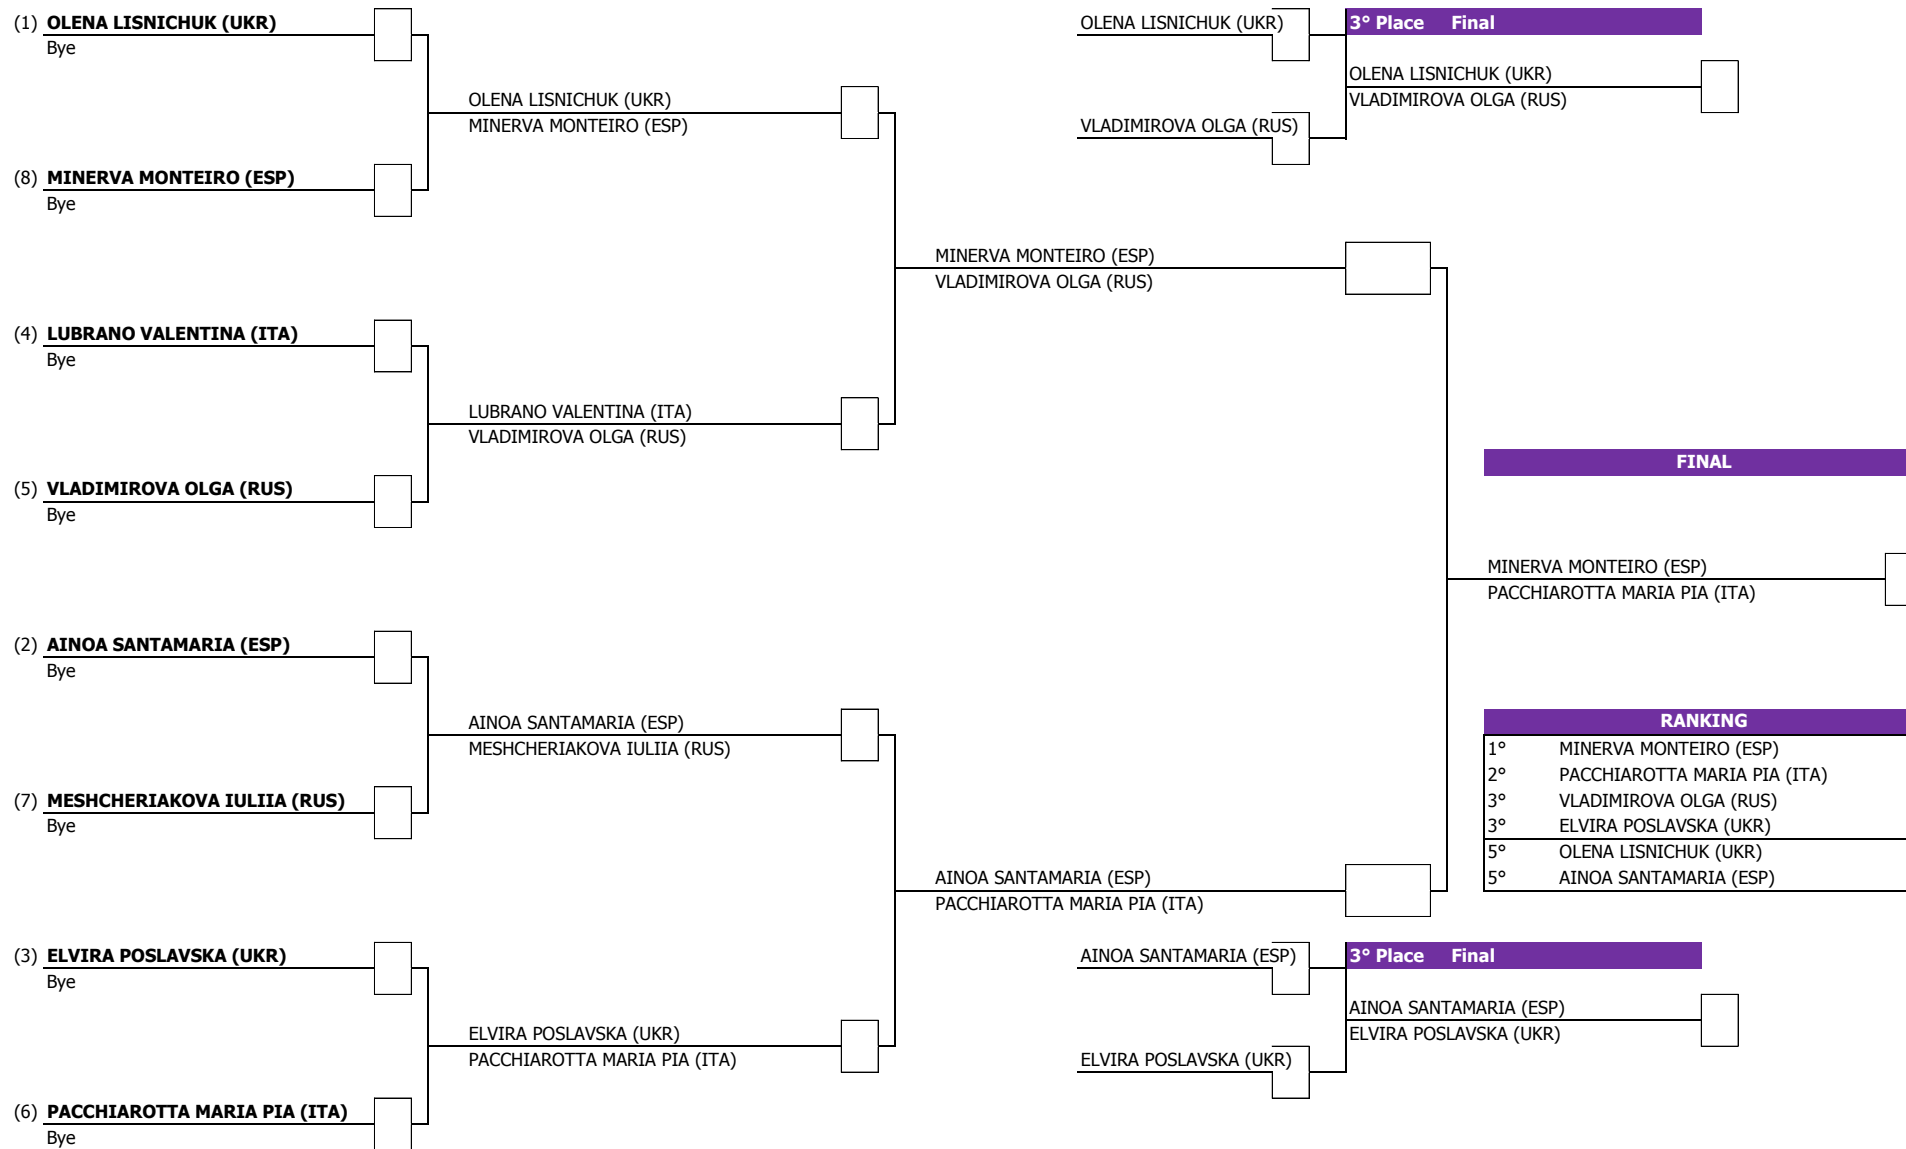 (1) OLENA LISNICHUK (UKR)
Bye
OLENA LISNICHUK (UKR)
MINERVA MONTEIRO (ESP)
(8) MINERVA MONTEIRO (ESP)
Bye
OLENA LISNICHUK (UKR)
3° Place Final
OLENA LISNICHUK (UKR)
VLADIMIROVA OLGA (RUS)
VLADIMIROVA OLGA (RUS)
MINERVA MONTEIRO (ESP)
VLADIMIROVA OLGA (RUS)
(4) LUBRANO VALENTINA (ITA)
Bye
LUBRANO VALENTINA (ITA)
VLADIMIROVA OLGA (RUS)
(5) VLADIMIROVA OLGA (RUS)
Bye
FINAL
MINERVA MONTEIRO (ESP)
PACCHIAROTTA MARIA PIA (ITA)
(2) AINOA SANTAMARIA (ESP)
Bye
AINOA SANTAMARIA (ESP)
MESHCHERIAKOVA IULIIA (RUS)
(7) MESHCHERIAKOVA IULIIA (RUS)
Bye
RANKING
1° MINERVA MONTEIRO (ESP)
2° PACCHIAROTTA MARIA PIA (ITA)
3° VLADIMIROVA OLGA (RUS)
3° ELVIRA POSLAVSKA (UKR)
5° OLENA LISNICHUK (UKR)
5° AINOA SANTAMARIA (ESP)
AINOA SANTAMARIA (ESP)
PACCHIAROTTA MARIA PIA (ITA)
(3) ELVIRA POSLAVSKA (UKR)
Bye
ELVIRA POSLAVSKA (UKR)
PACCHIAROTTA MARIA PIA (ITA)
(6) PACCHIAROTTA MARIA PIA (ITA)
Bye
AINOA SANTAMARIA (ESP)
3° Place Final
AINOA SANTAMARIA (ESP)
ELVIRA POSLAVSKA (UKR)
ELVIRA POSLAVSKA (UKR)